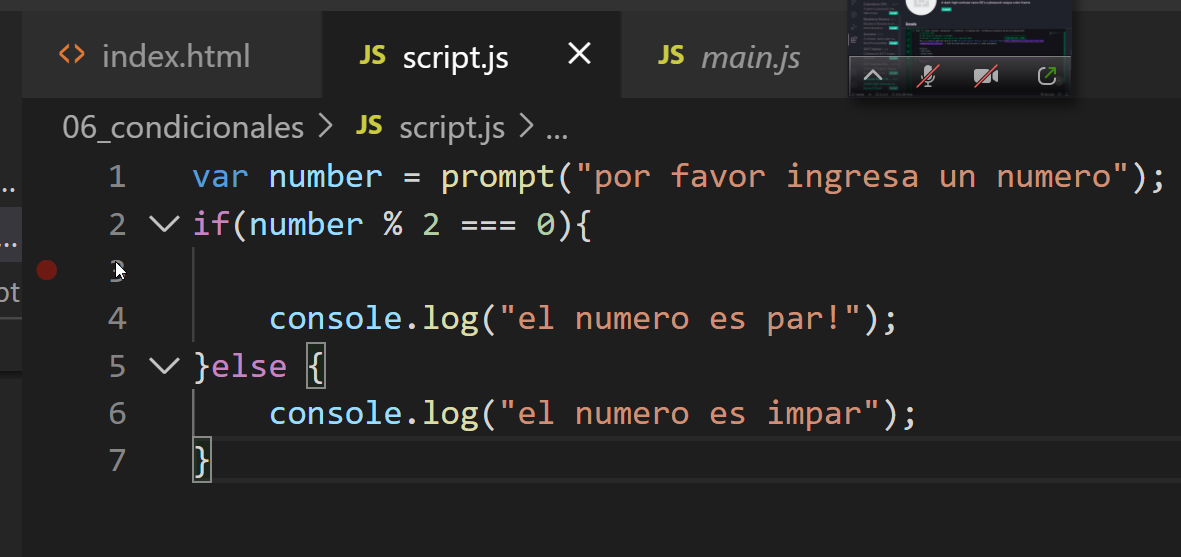 <> index.html
JS script.js ×
JS main.js
06_condicionales > JS script.js > ...
1 var number = prompt("por favor ingresa un numero");
2 if(number % 2 === 0){
3
4 console.log("el numero es par!");
5 }else {
6 console.log("el numero es impar");
7 }
..
...
pt